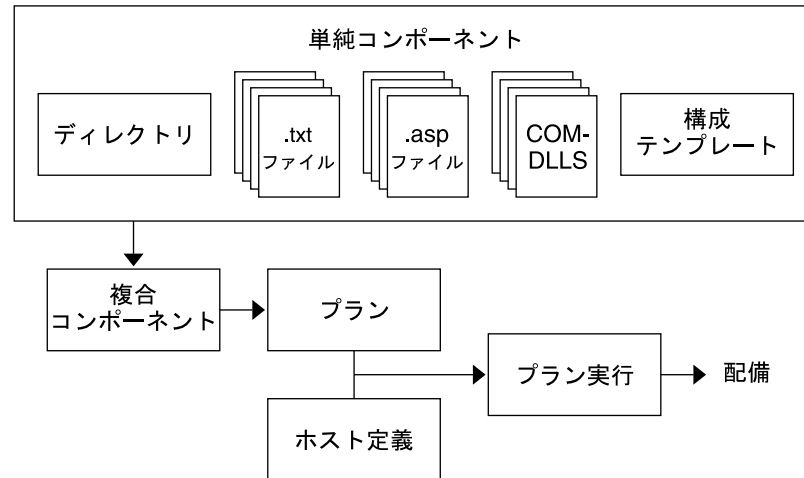 単純コンポーネント
ディレクトリ
.txt
ファイル
.asp
ファイル
COM-
DLLS
構成
テンプレート
複合
コンポーネント
プラン
プラン実行
配備
ホスト定義